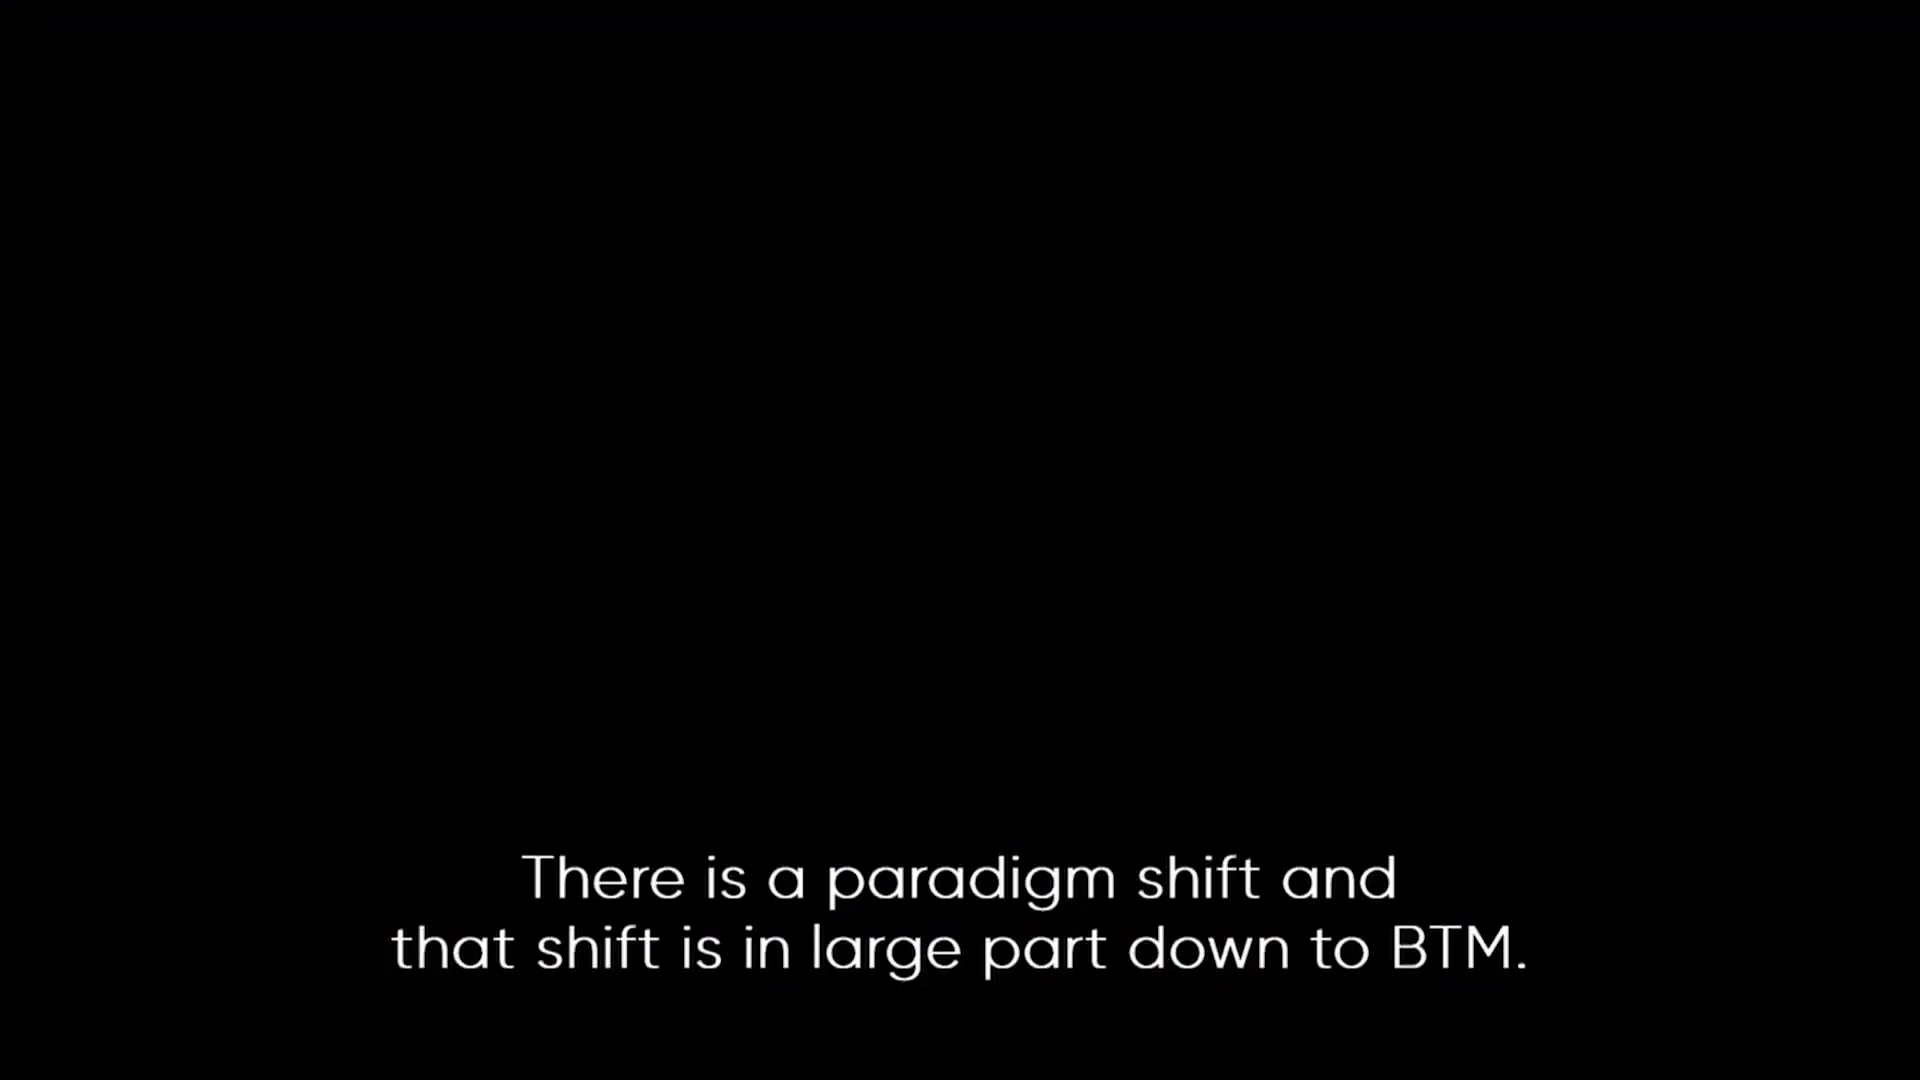 There is a paradigm shift and
that shift is in large part down to BTM.